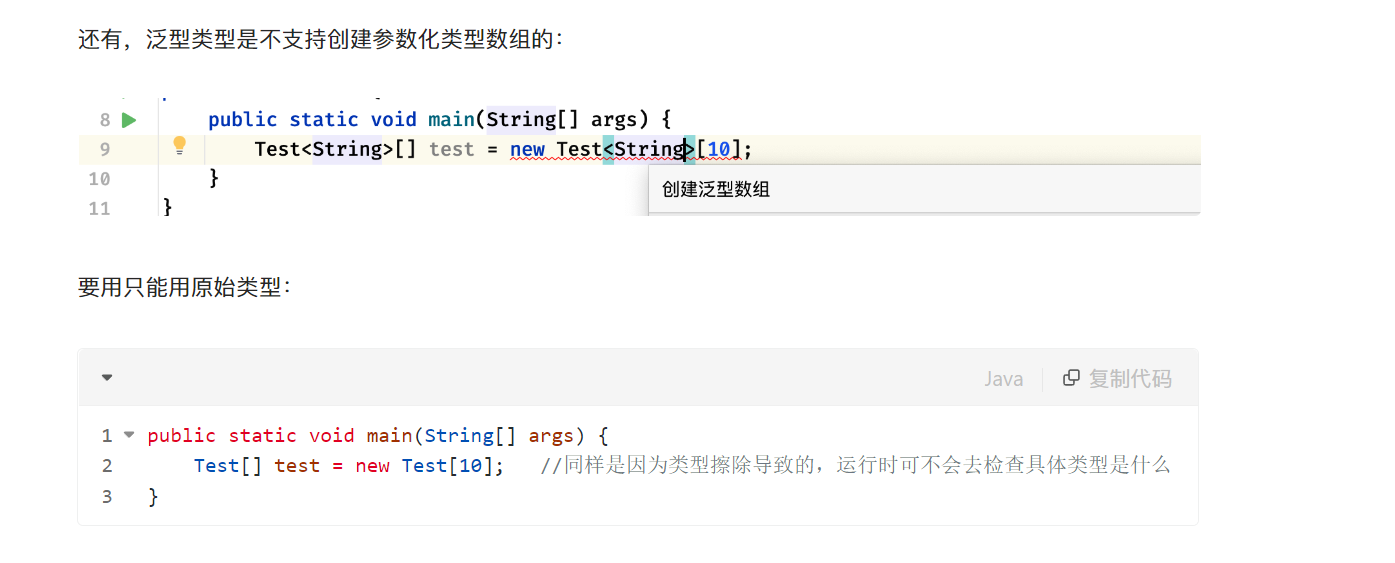 还有，泛型类型是不支持创建参数化类型数组的：
8 public static void main(String[] args) {
9 Test<String>[] test = new Test<String>[10];
创建泛型数组
10 }
11 }
要用只能用原始类型：
Java 复制代码
1 public static void main(String[] args) {
2 Test[] test = new Test[10]; //同样是因为类型擦除导致的，运行时可不会去检查具体类型是什么
3 }